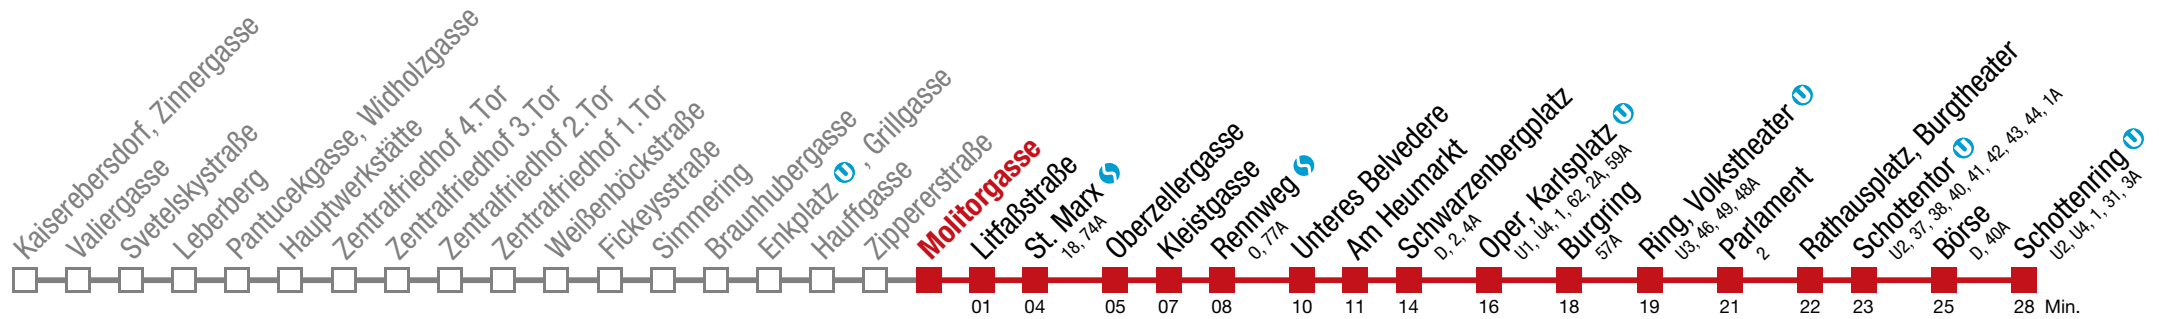 Kaiserebersdorf, Zinnergasse
Valiergasse
Svetelskystraße
Leberberg
Pantucekgasse, Widholzgasse
Hauptwerkstätte
Zentralfriedhof 4.Tor
Zentralfriedhof 3.Tor
Zentralfriedhof 2.Tor
Zentralfriedhof 1.Tor
Weißenböckstraße
Fickeysstraße
Simmering
Braunhubergasse
Enkplatz U , Grillgasse
Hauffgasse
Zippererstraße
Molitorgasse
Litfaßstraße
St. Marx S
18, 74A
Oberzellergasse
Kleistgasse
Rennweg S
O, 77A
Unteres Belvedere
Am Heumarkt
Schwarzenbergplatz
D, 2, 4A
Oper, Karlsplatz U
U1, U4, 1, 62, 2A, 59A
Burgring
57A
Ring, Volkstheater U
U3, 46, 49, 48A
Parlament
2
Rathausplatz, Burgtheater
Schottentor U
U2, 37, 38, 40, 41, 42, 43, 44, 1A
Börse
D, 40A
Schottenring U
U2, U4, 1, 31, 3A
01 04 05 07 08 10 11 14 16 18 19 21 22 23 25 28 Min.